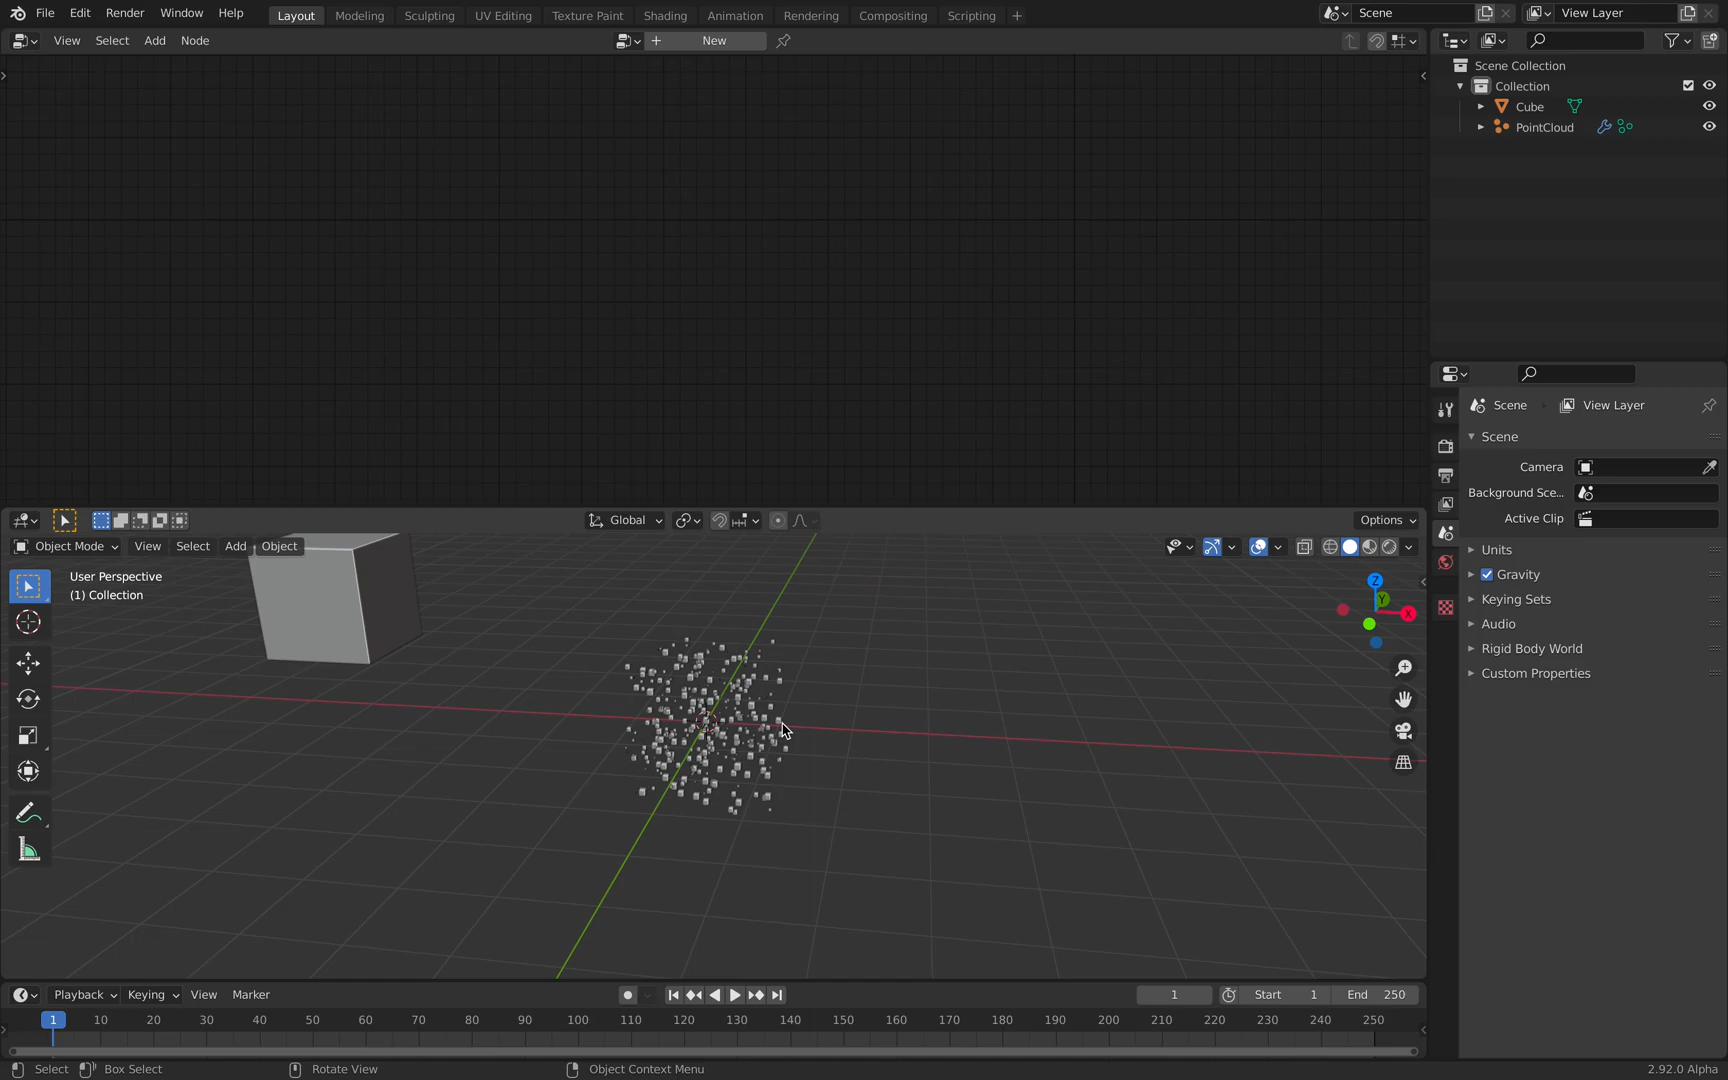 File Edit Render Window Help Layout Modeling Sculpting UV Editing Texture Paint Shading Animation Rendering Compositing Scripting + Scene View Layer
View Select Add Node New
Scene Collection
Collection
Cube
PointCloud
Scene View Layer
Scene
Camera
Background Sce...
Active Clip
Units
Gravity
Keying Sets
Audio
Rigid Body World
Custom Properties
Global Options
Object Mode View Select Add Object
User Perspective
(1) Collection
Z
Y
X
Playback Keying View Marker 1 Start 1 End 250
1 10 20 30 40 50 60 70 80 90 100 110 120 130 140 150 160 170 180 190 200 210 220 230 240 250
Select Box Select Rotate View Object Context Menu 2.92.0 Alpha